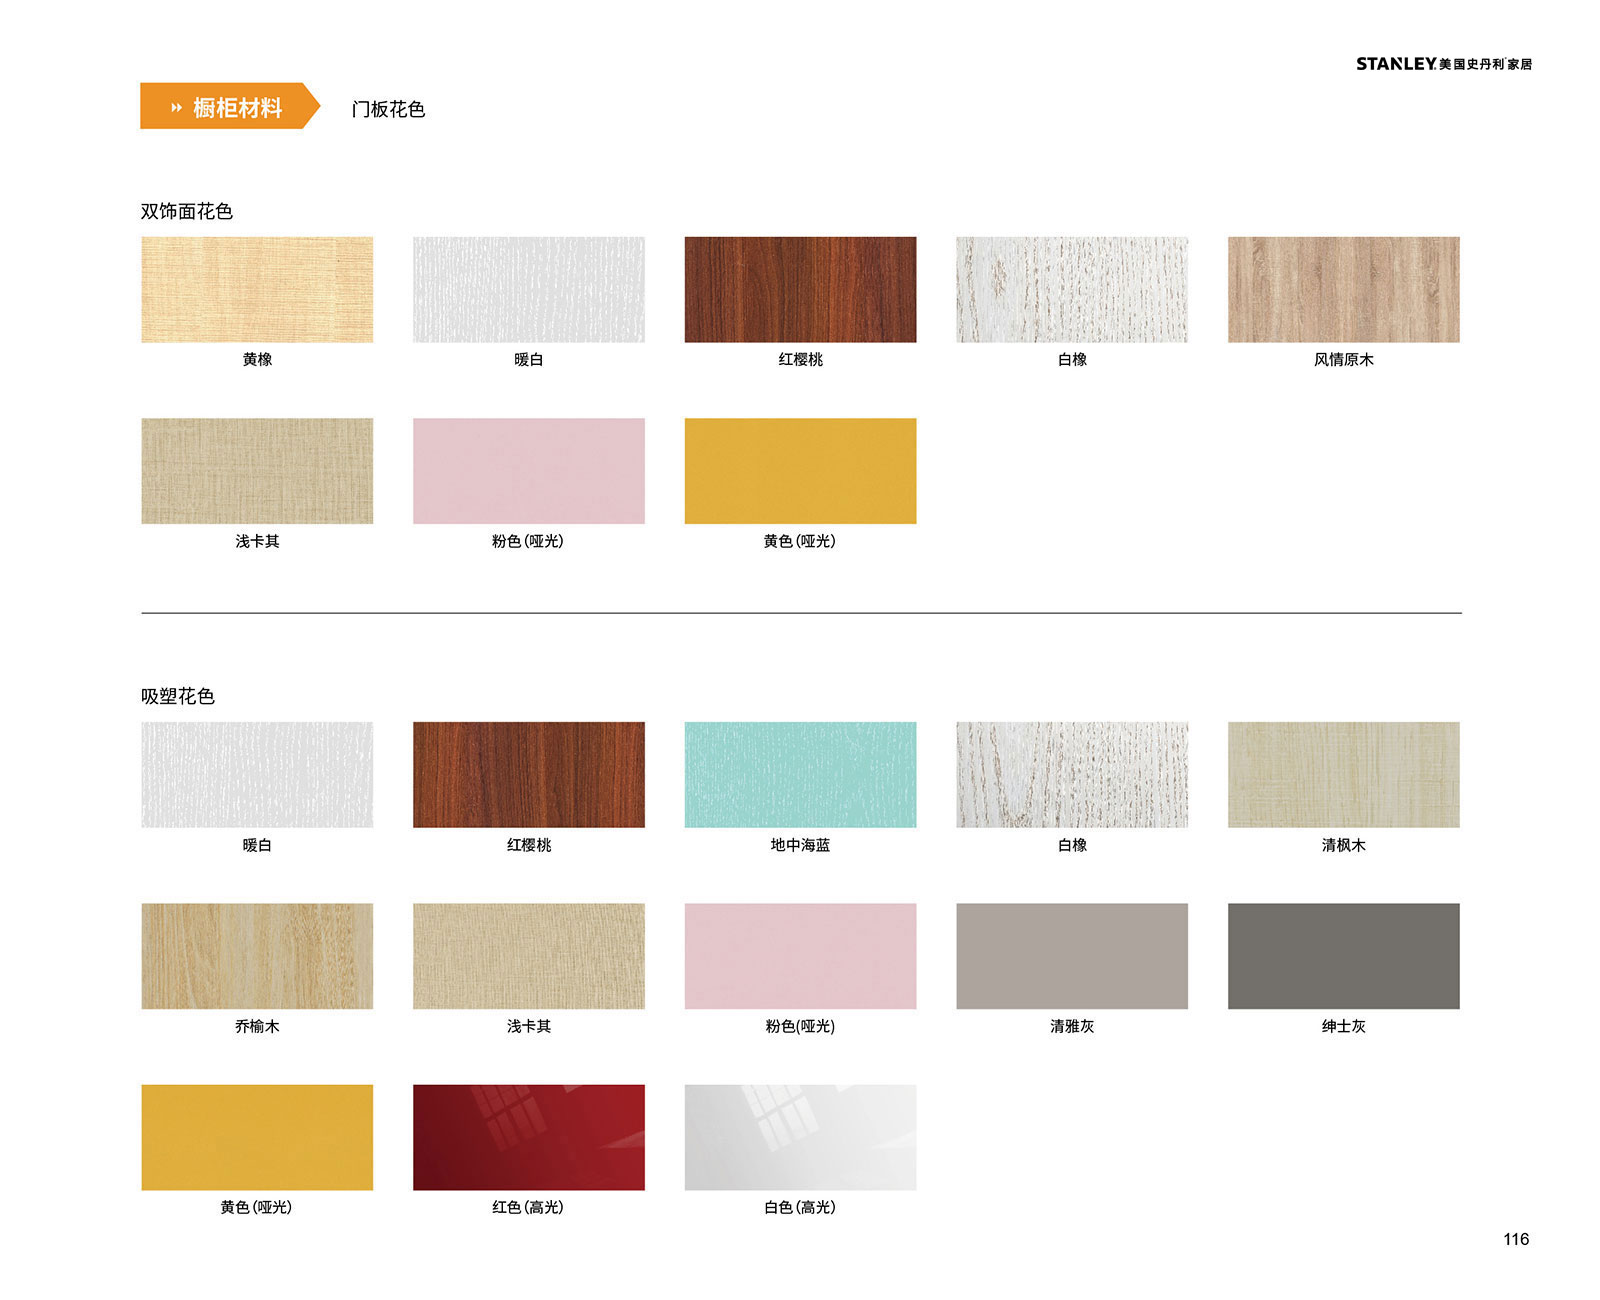 STANLEY 美国史丹利家居
橱柜材料
门板花色
双饰面花色
黄橡
暖白
红樱桃
白橡
风情原木
浅卡其
粉色(哑光)
黄色(哑光)
吸塑花色
暖白
红樱桃
地中海蓝
白橡
清枫木
乔榆木
浅卡其
粉色(哑光)
清雅灰
绅士灰
黄色(哑光)
红色(高光)
白色(高光)
116